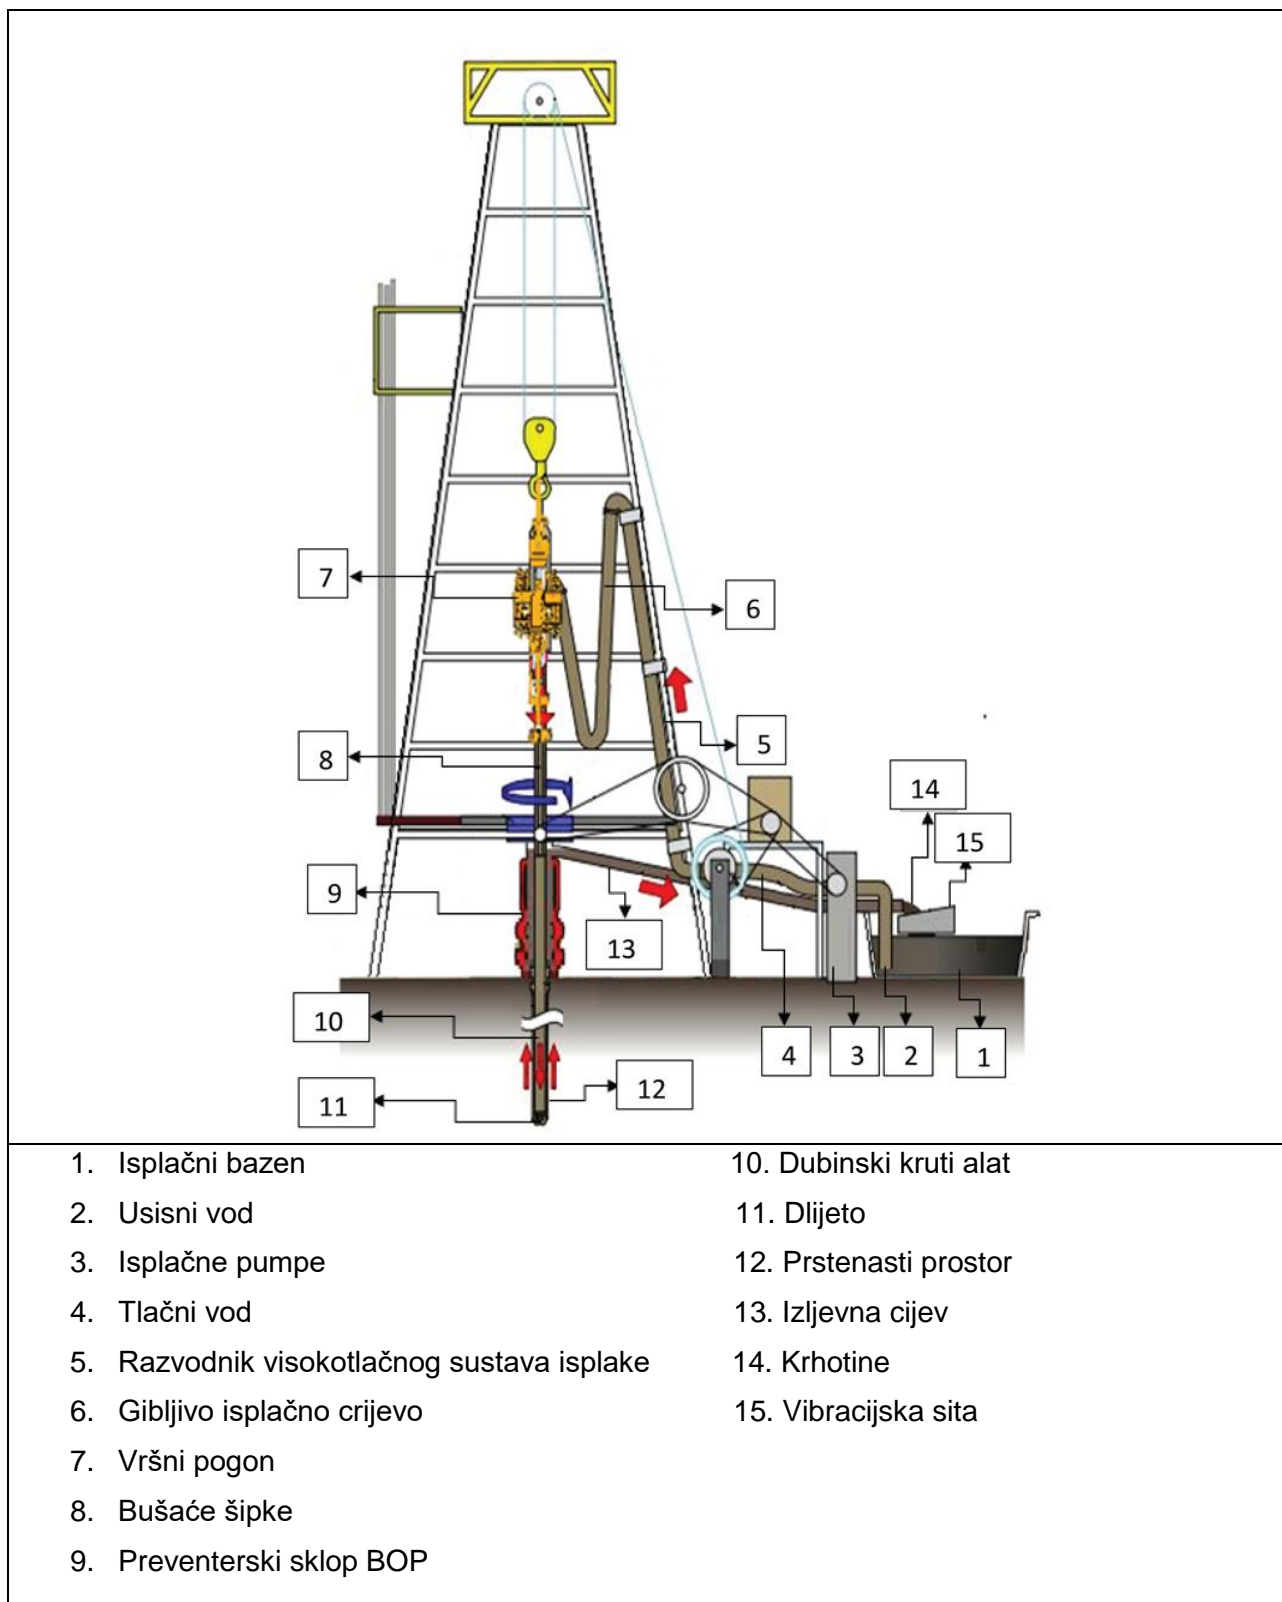 7
6
5
8
14
15
9
13
10
4
3
2
1
12
11
1. Isplačni bazen
2. Usisni vod
3. Isplačne pumpe
4. Tlačni vod
5. Razvodnik visokotlačnog sustava isplake
6. Gibljivo isplačno crijevo
7. Vršni pogon
8. Bušaće šipke
9. Preventerski sklop BOP
10. Dubinski kruti alat
11. Dlijeto
12. Prstenasti prostor
13. Izljevna cijev
14. Krhotine
15. Vibracijska sita